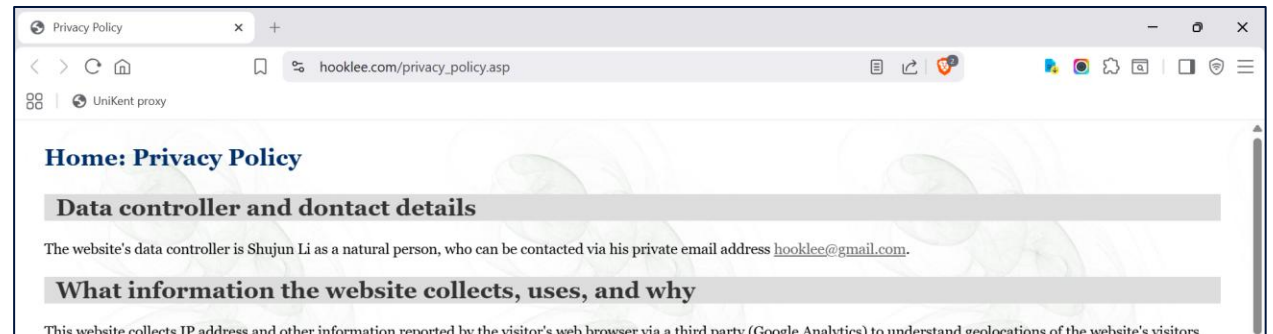 Privacy Policy
hooklee.com/privacy_policy.asp
UniKent proxy
Home: Privacy Policy
Data controller and dontact details
The website's data controller is Shujun Li as a natural person, who can be contacted via his private email address hooklee@gmail.com.
What information the website collects, uses, and why
This website collects IP address and other information reported by the visitor's web browser via a third party (Google Analytics) to understand geolocations of the website's visitors